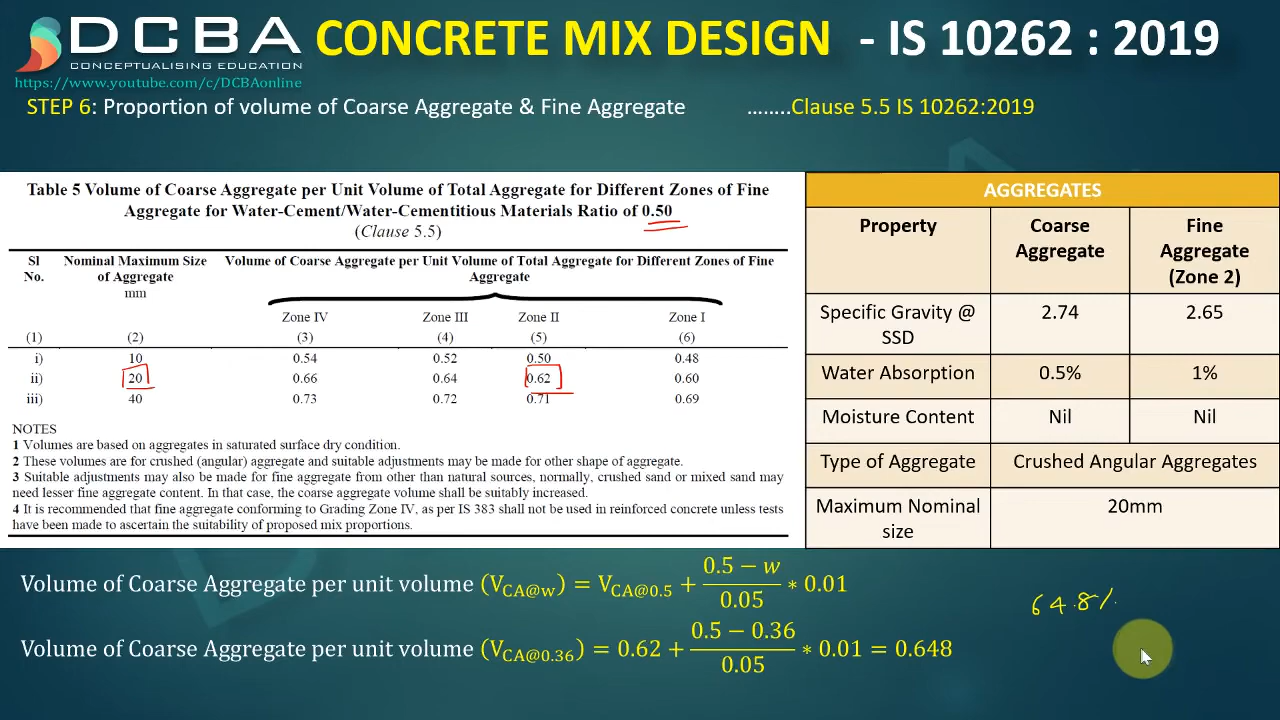 DCBA
CONCEPTUALISING EDUCATION
https://www.youtube.com/c/DCBAonline
CONCRETE MIX DESIGN - IS 10262 : 2019
STEP 6: Proportion of volume of Coarse Aggregate & Fine Aggregate ........Clause 5.5 IS 10262:2019
Table 5 Volume of Coarse Aggregate per Unit Volume of Total Aggregate for Different Zones of Fine
Aggregate for Water-Cement/Water-Cementitious Materials Ratio of 0.50
(Clause 5.5)
Sl No. Nominal Maximum Size of Aggregate mm Volume of Coarse Aggregate per Unit Volume of Total Aggregate for Different Zones of Fine Aggregate
Zone IV Zone III Zone II Zone I
(1) (2) (3) (4) (5) (6)
i) 10 0.54 0.52 0.50 0.48
ii) 20 0.66 0.64 0.62 0.60
iii) 40 0.73 0.72 0.71 0.69
NOTES
1 Volumes are based on aggregates in saturated surface dry condition.
2 These volumes are for crushed (angular) aggregate and suitable adjustments may be made for other shape of aggregate.
3 Suitable adjustments may also be made for fine aggregate from other than natural sources, normally, crushed sand or mixed sand may
need lesser fine aggregate content. In that case, the coarse aggregate volume shall be suitably increased.
4 It is recommended that fine aggregate conforming to Grading Zone IV, as per IS 383 shall not be used in reinforced concrete unless tests
have been made to ascertain the suitability of proposed mix proportions.
AGGREGATES
Property Coarse Aggregate Fine Aggregate (Zone 2)
Specific Gravity @ SSD 2.74 2.65
Water Absorption 0.5% 1%
Moisture Content Nil Nil
Type of Aggregate Crushed Angular Aggregates
Maximum Nominal size 20mm
Volume of Coarse Aggregate per unit volume (V_CA@w) = V_CA@0.5 + (0.5 − w)/0.05 * 0.01
64.8%
Volume of Coarse Aggregate per unit volume (V_CA@0.36) = 0.62 + (0.5 − 0.36)/0.05 * 0.01 = 0.648